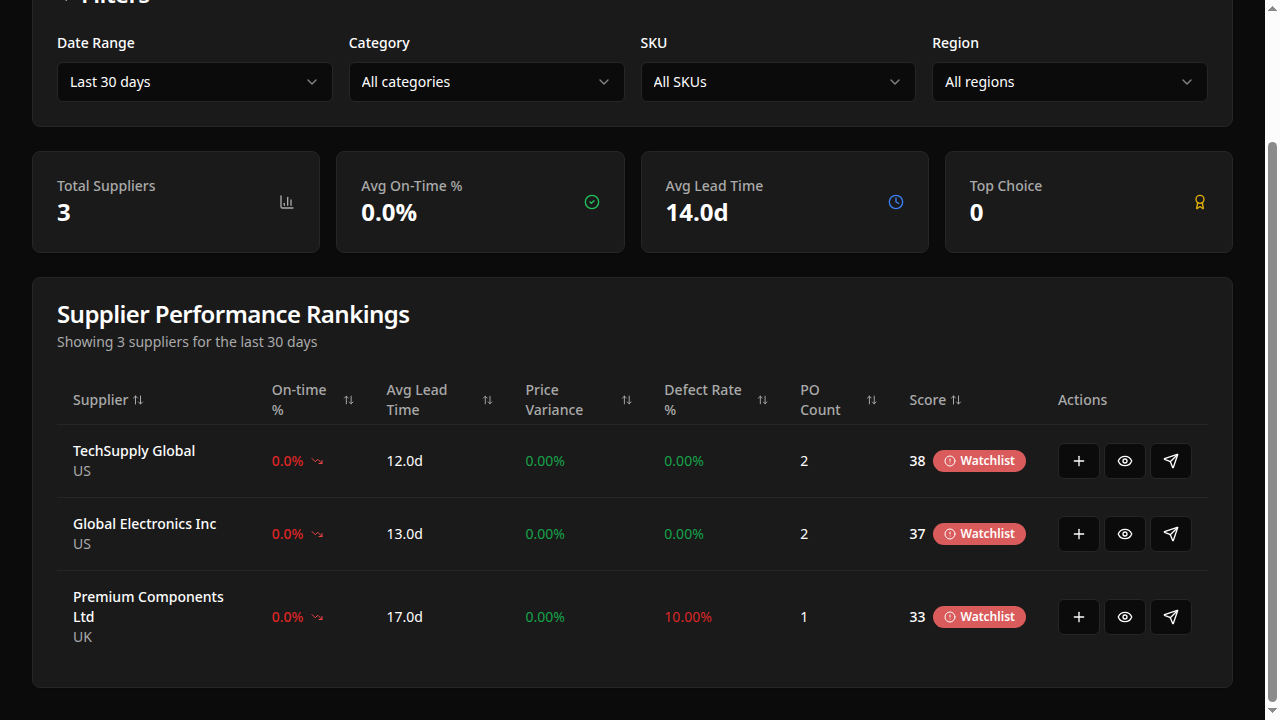 Filters
Date Range
Category
SKU
Region
Last 30 days
All categories
All SKUs
All regions
Total Suppliers
3
Avg On-Time %
0.0%
Avg Lead Time
14.0d
Top Choice
0
Supplier Performance Rankings
Showing 3 suppliers for the last 30 days
Supplier
On-time
%
Avg Lead
Time
Price
Variance
Defect Rate
%
PO
Count
Score
Actions
TechSupply Global
US
0.0%
12.0d
0.00%
0.00%
2
38
Watchlist
Global Electronics Inc
US
0.0%
13.0d
0.00%
0.00%
2
37
Watchlist
Premium Components
Ltd
UK
0.0%
17.0d
0.00%
10.00%
1
33
Watchlist